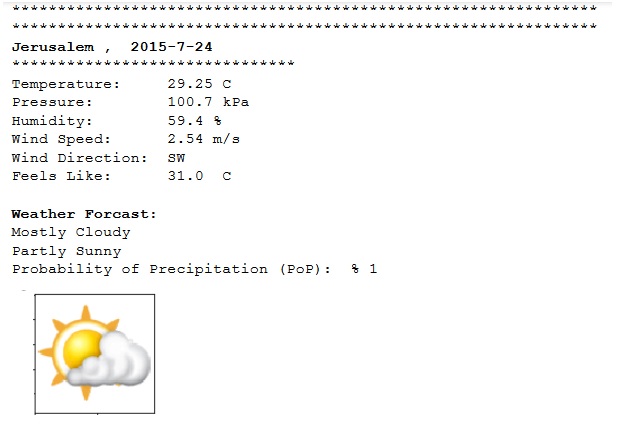 ****************************************************************
****************************************************************
Jerusalem ,  2015-7-24
*******************************
Temperature:     29.25 C
Pressure:        100.7 kPa
Humidity:        59.4 %
Wind Speed:      2.54 m/s
Wind Direction:  SW
Feels Like:      31.0  C
Weather Forcast:
Mostly Cloudy
Partly Sunny
Probability of Precipitation (PoP):  % 1